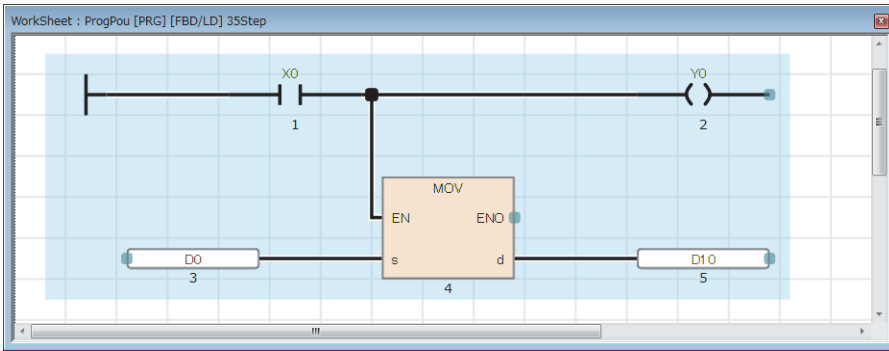 WorkSheet : ProgPou [PRG] [FBD/LD] 35Step
X0
Y0
1
2
MOV
EN ENO
D0 s d D10
3 4 5